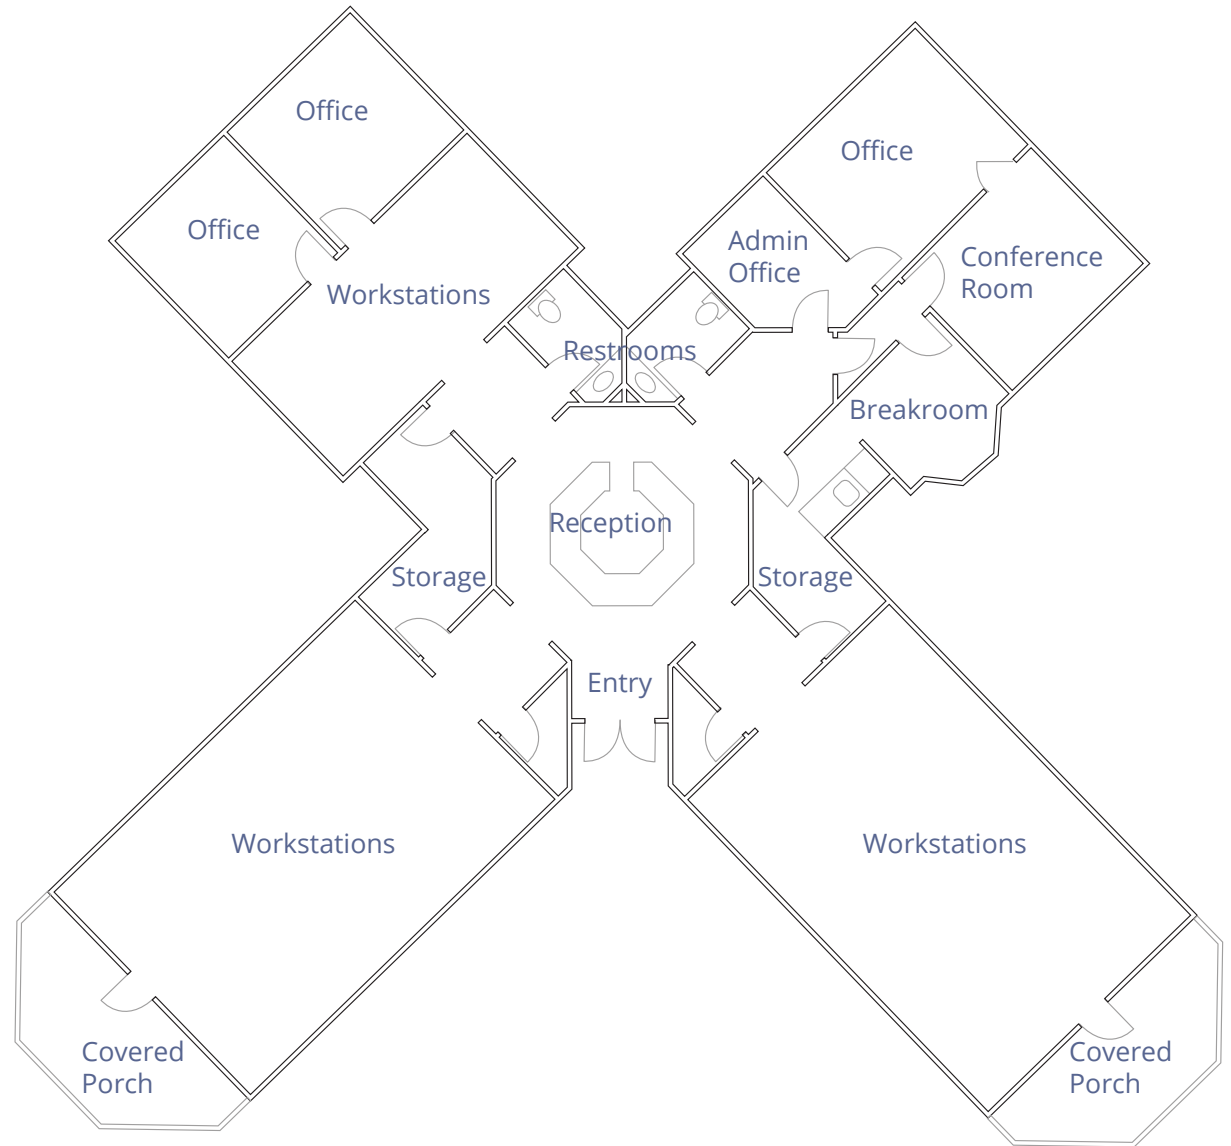 Office
Office
Office
Admin
Office
Conference
Room
Workstations
Restrooms
Breakroom
Reception
Storage
Storage
Entry
Workstations
Workstations
Covered
Porch
Covered
Porch